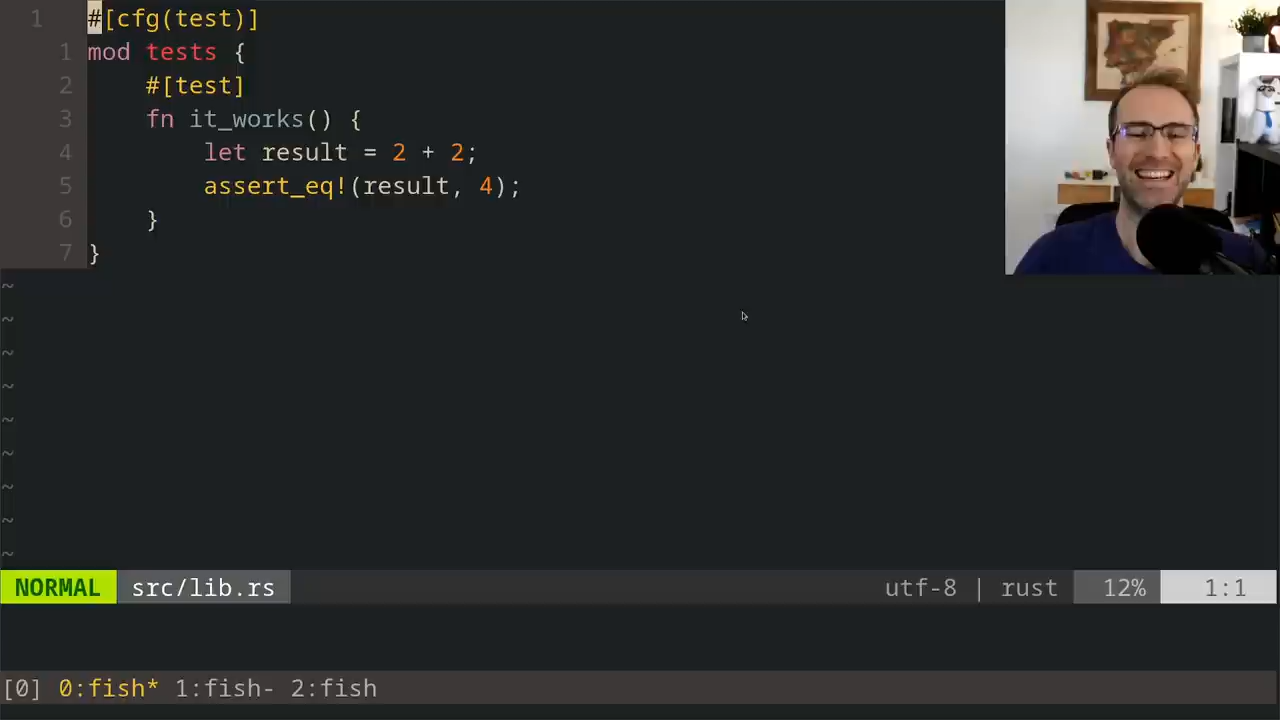 1 #[cfg(test)]
1 mod tests {
2 #[test]
3 fn it_works() {
4 let result = 2 + 2;
5 assert_eq!(result, 4);
6 }
7 }
~
~
~
~
~
~
~
~
~
NORMAL src/lib.rs utf-8 | rust 12% 1:1
[0] 0:fish* 1:fish- 2:fish